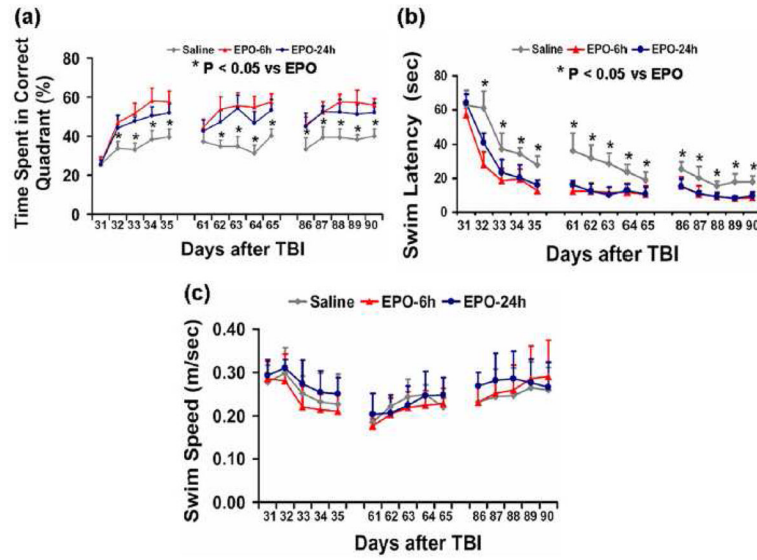 (a)
Saline EPO-6h EPO-24h
* P < 0.05 vs EPO
Time Spent in Correct
Quadrant (%)
80
60
40
20
0
* * * * * * * * * * * * *
31 32 33 34 35 61 62 63 64 65 86 87 88 89 90
Days after TBI
(b)
Saline EPO-6h EPO-24h
* P < 0.05 vs EPO
Swim Latency (sec)
80
60
40
20
0
* * * * * * * * * * * * * *
31 32 33 34 35 61 62 63 64 65 86 87 88 89 90
Days after TBI
(c)
Saline EPO-6h EPO-24h
Swim Speed (m/sec)
0.40
0.30
0.20
0.10
0.00
31 32 33 34 35 61 62 63 64 65 86 87 88 89 90
Days after TBI